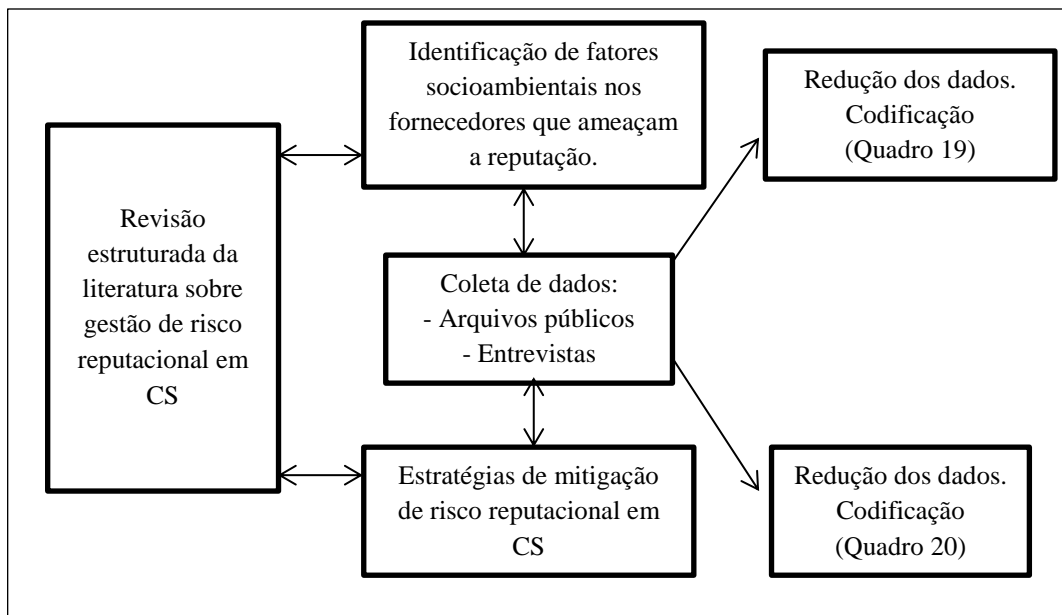 Revisão
estruturada da
literatura sobre
gestão de risco
reputacional em
CS
Identificação de fatores
socioambientais nos
fornecedores que ameaçam
a reputação.
Coleta de dados:
- Arquivos públicos
- Entrevistas
Estratégias de mitigação
de risco reputacional em
CS
Redução dos dados.
Codificação
(Quadro 19)
Redução dos dados.
Codificação
(Quadro 20)